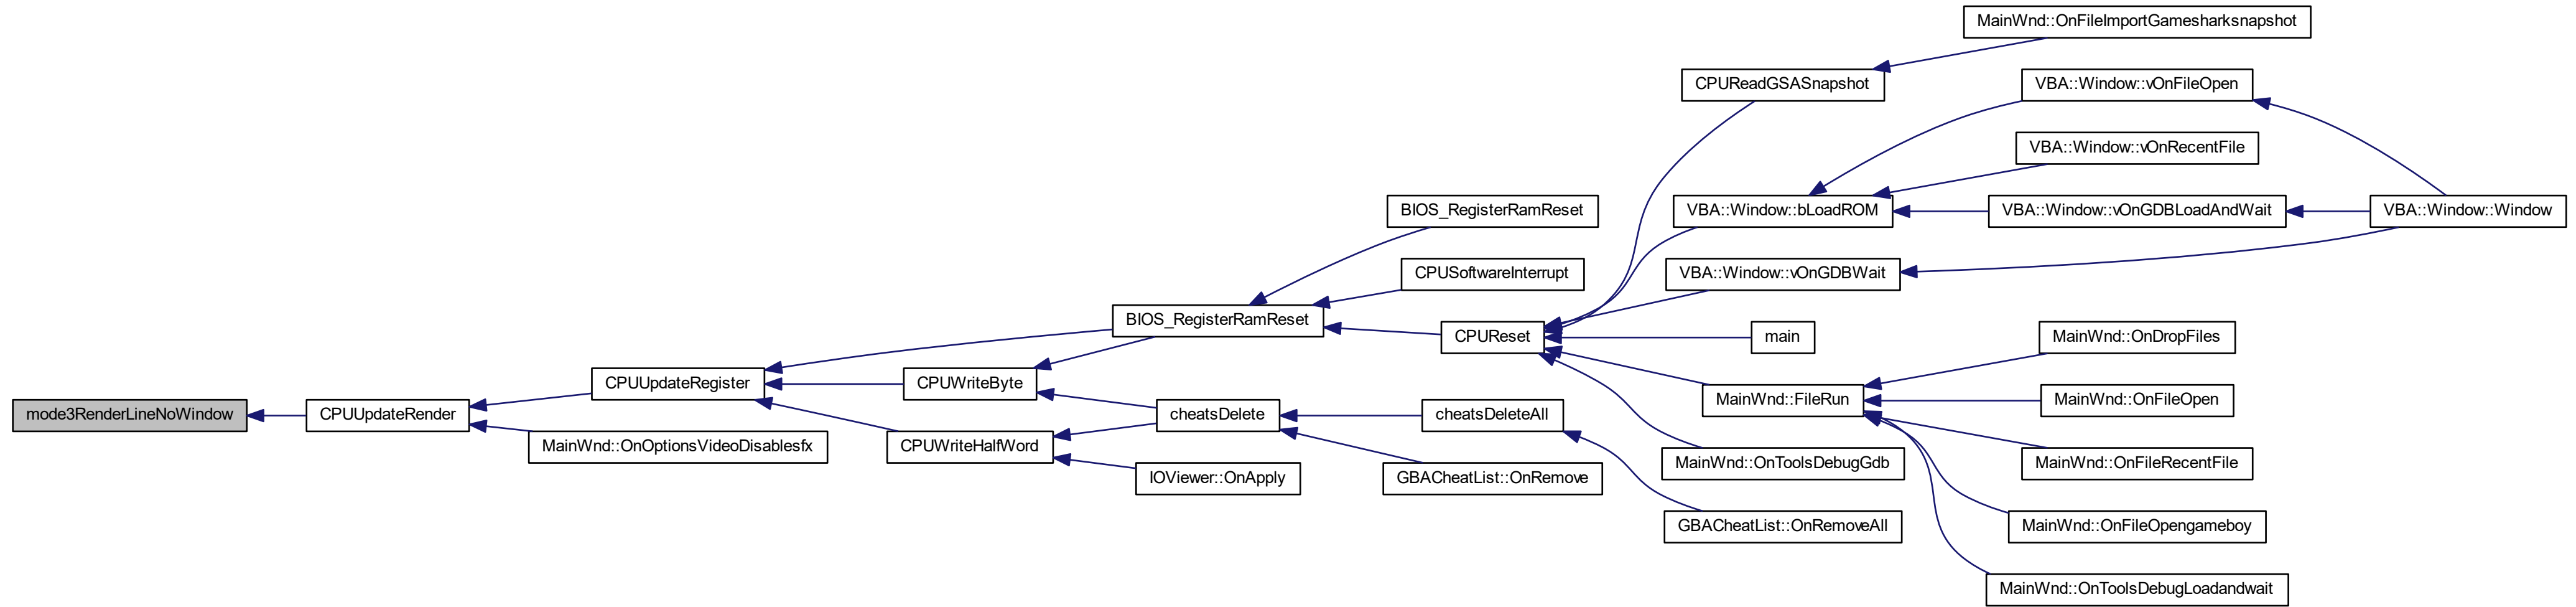 MainWnd::OnFileImportGamesharksnapshot
CPUReadGSASnapshot
VBA::Window::vOnFileOpen
VBA::Window::vOnRecentFile
BIOS_RegisterRamReset
VBA::Window::bLoadROM
VBA::Window::vOnGDBLoadAndWait
VBA::Window::Window
CPUSoftwareInterrupt
VBA::Window::vOnGDBWait
BIOS_RegisterRamReset
CPUReset
main
MainWnd::OnDropFiles
CPUUpdateRegister
CPUWriteByte
MainWnd::FileRun
MainWnd::OnFileOpen
mode3RenderLineNoWindow
CPUUpdateRender
cheatsDelete
cheatsDeleteAll
MainWnd::OnOptionsVideoDisablesfx
CPUWriteHalfWord
MainWnd::OnToolsDebugGdb
MainWnd::OnFileRecentFile
IOViewer::OnApply
GBACheatList::OnRemove
GBACheatList::OnRemoveAll
MainWnd::OnFileOpengameboy
MainWnd::OnToolsDebugLoadandwait